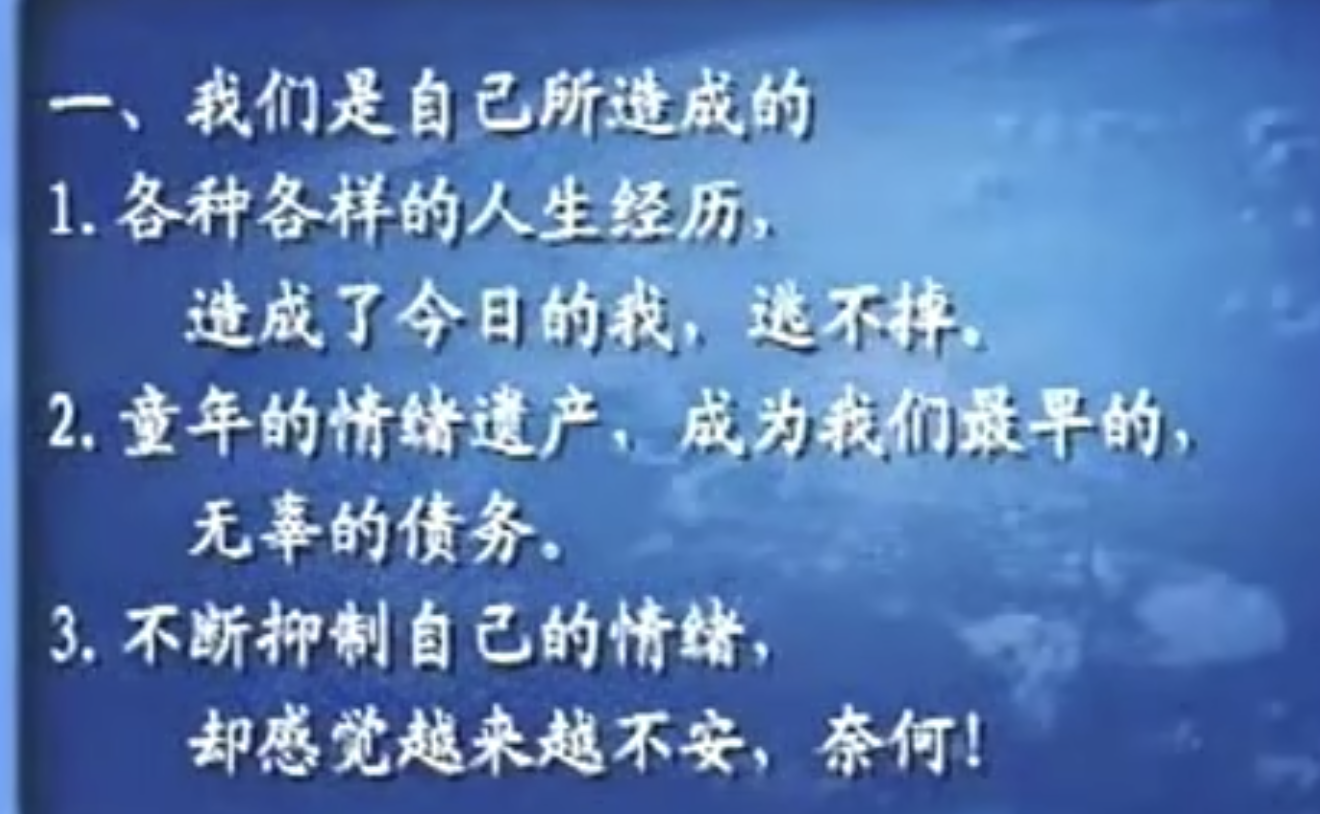 一、我们是自己所造成的
1. 各种各样的人生经历,
造成了今日的我，逃不掉。
2. 童年的情绪遗产、成为我们最早的，
无辜的债务。
3. 不断抑制自己的情绪，
却感觉越来越不安，奈何！